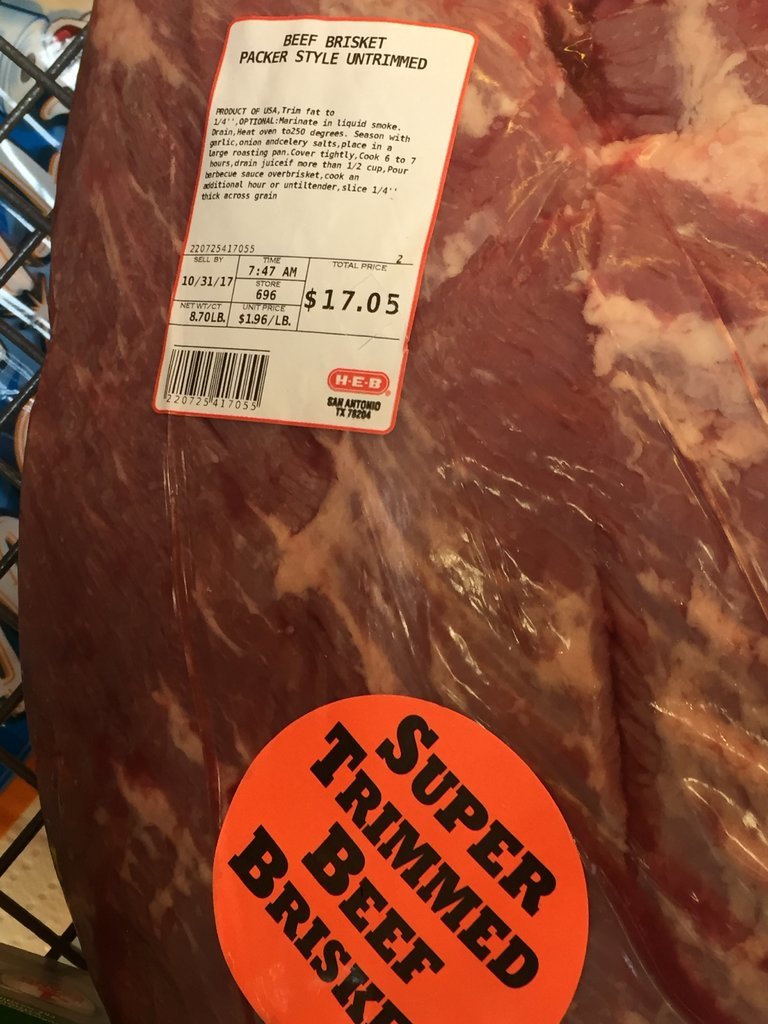 BEEF BRISKET
PACKER STYLE UNTRIMMED
PRODUCT OF USA,Trim fat to
1/4'',OPTIONAL:Marinate in liquid smoke.
Drain,Heat oven to250 degrees. Season with
garlic,onion andcelery salts,place in a
large roasting pan.Cover tightly,Cook 6 to 7
hours,drain juiceif more than 1/2 cup,Pour
barbecue sauce overbrisket,cook an
additional hour or untiltender,slice 1/4''
thick across grain
220725417055 2
SELL BY TIME TOTAL PRICE
10/31/17 7:47 AM $17.05
STORE
696
NET WT/CT UNIT PRICE
8.70LB. $1.96/LB.
220725 417055
H-E-B
SAN ANTONIO
TX 78204
SUPER
TRIMMED
BEEF
BRISKE